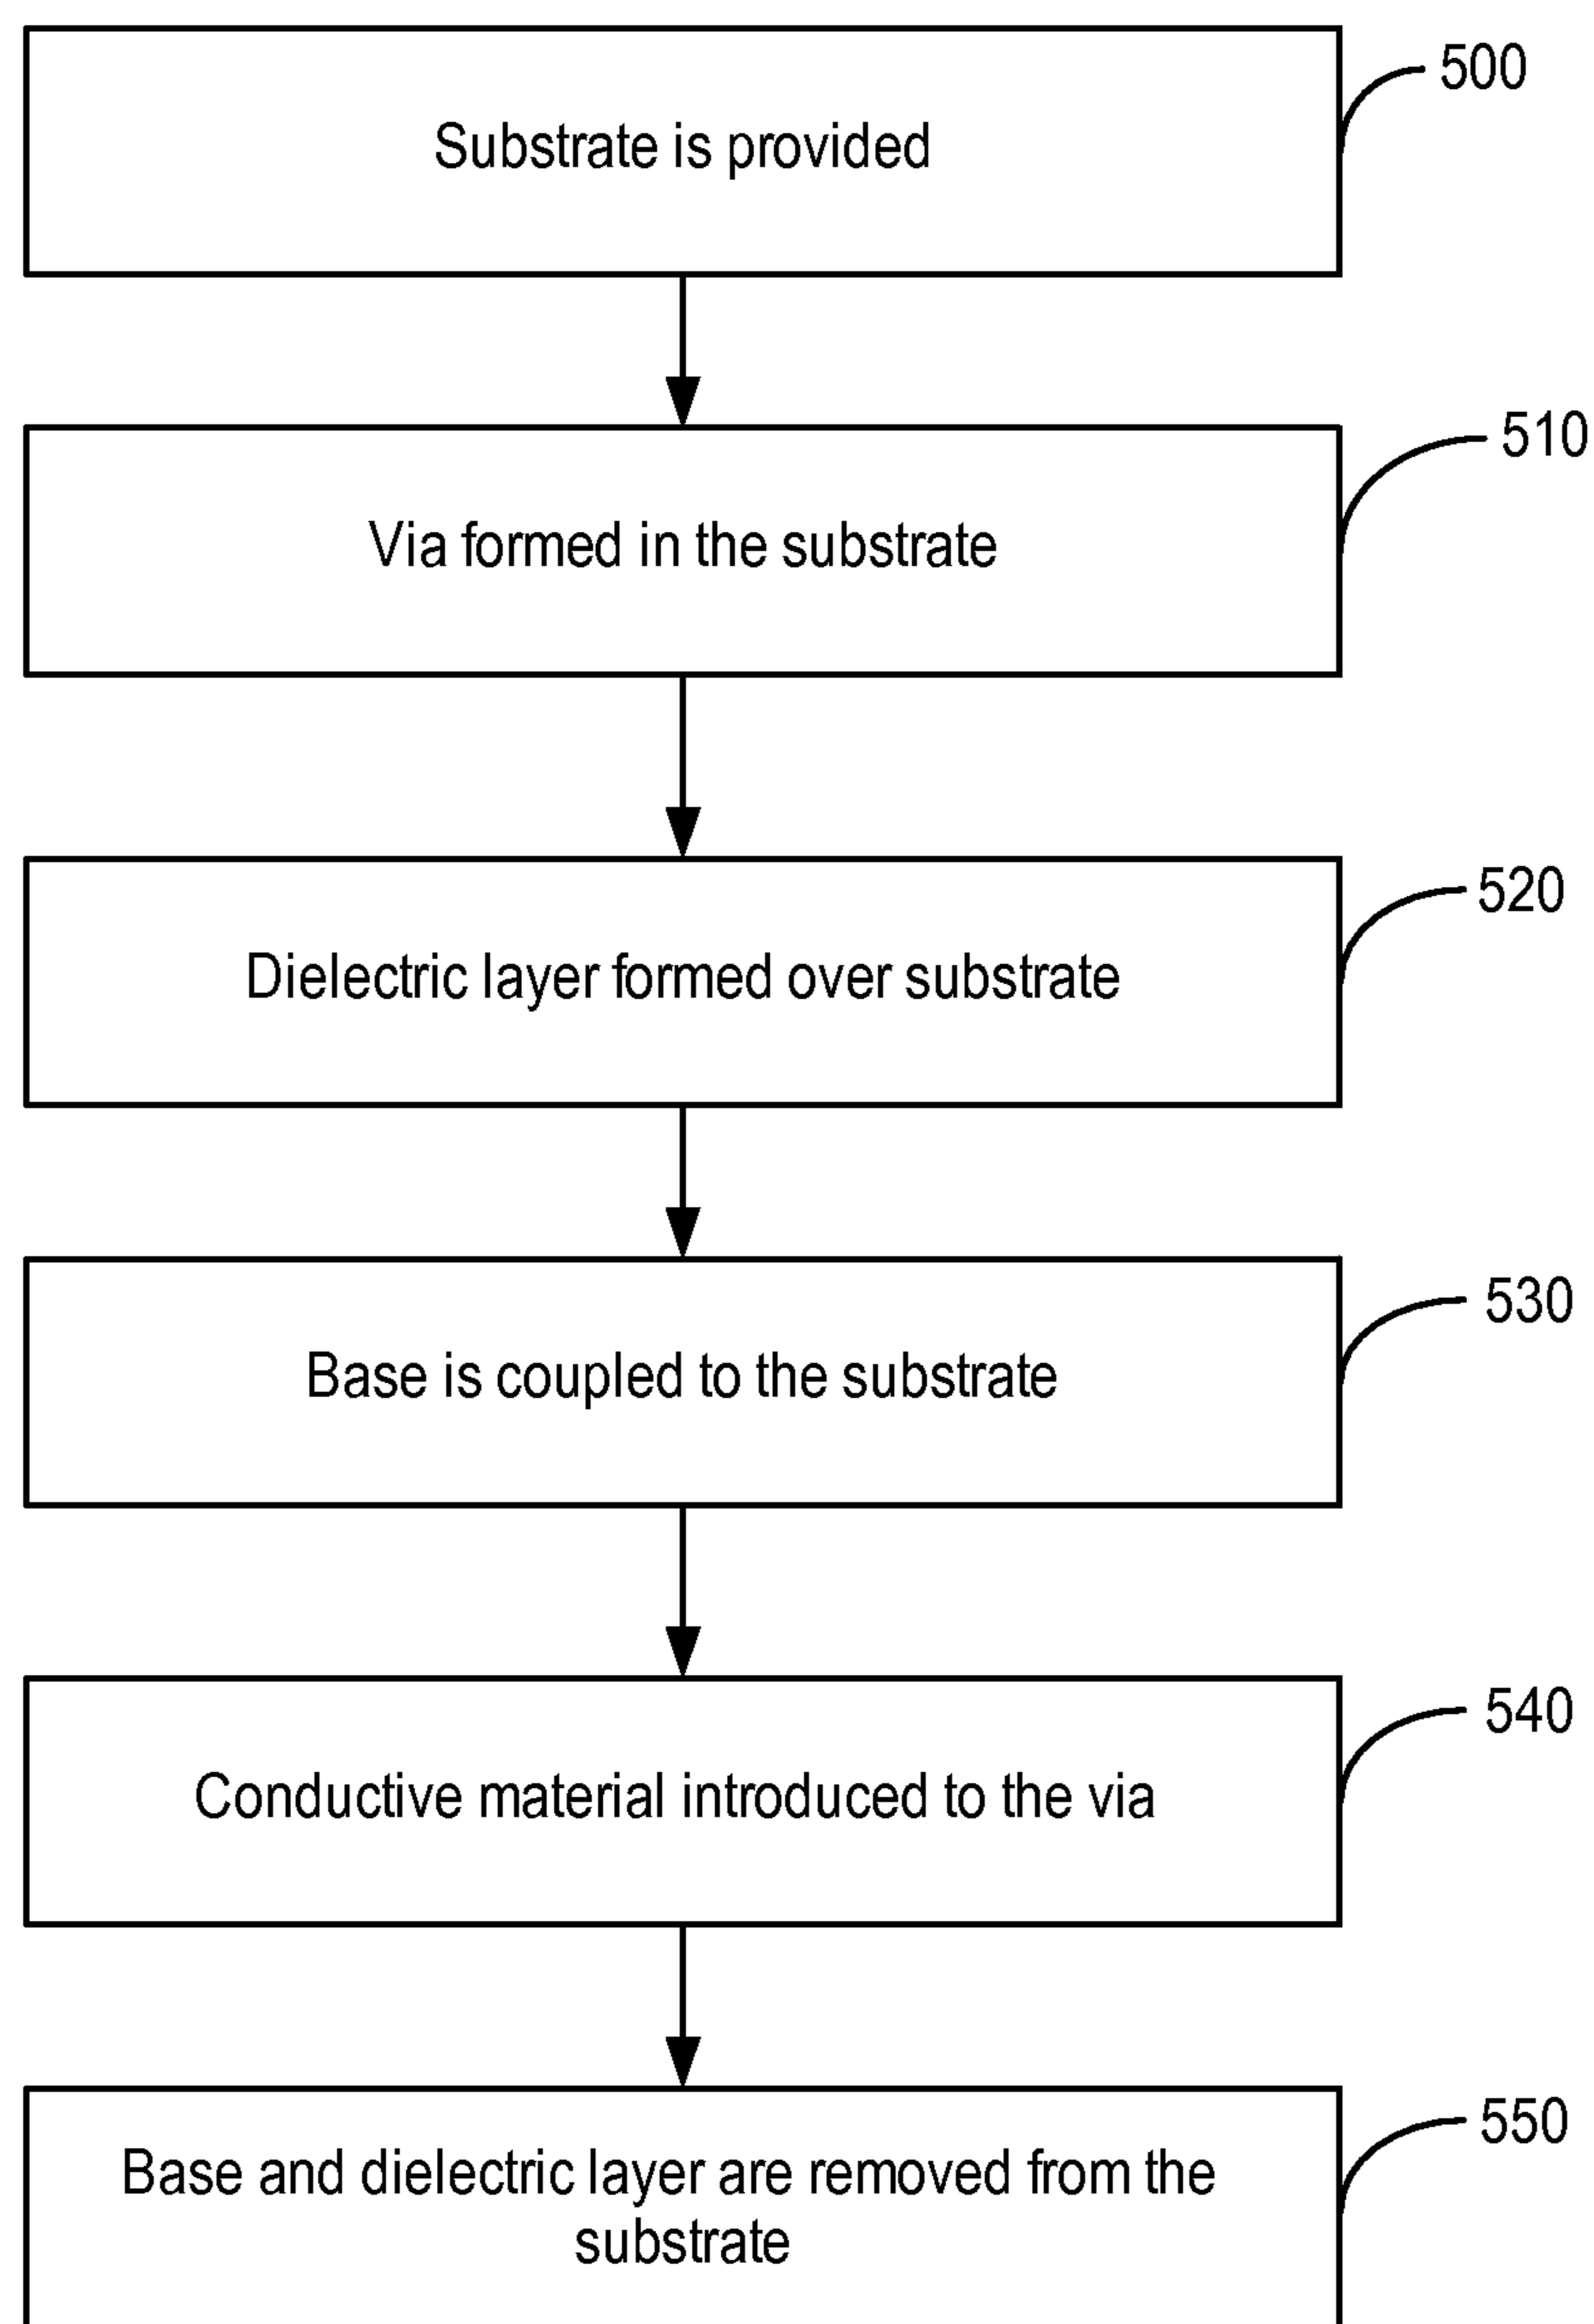 500
Substrate is provided
510
Via formed in the substrate
520
Dielectric layer formed over substrate
530
Base is coupled to the substrate
540
Conductive material introduced to the via
550
Base and dielectric layer are removed from the
substrate